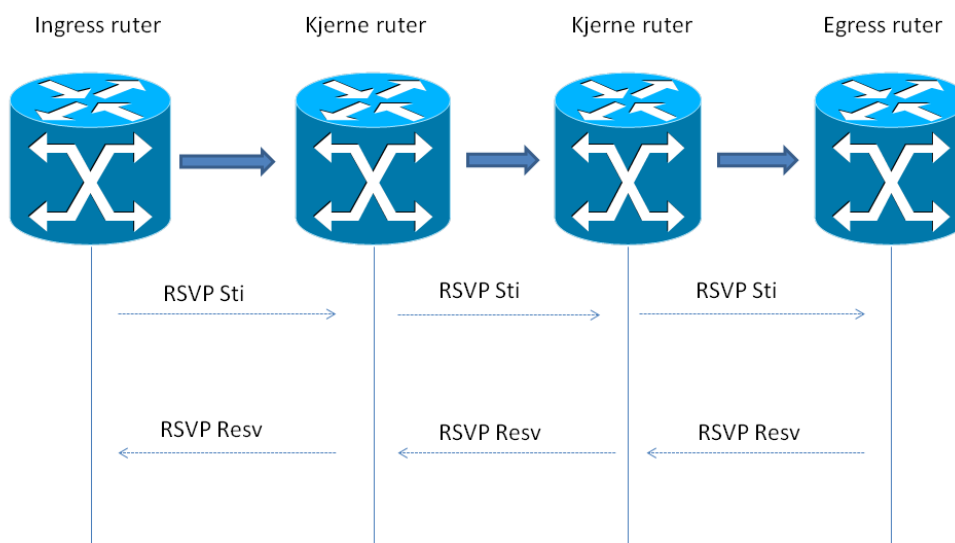 Ingress ruter
Kjerne ruter
Kjerne ruter
Egress ruter
RSVP Sti
RSVP Sti
RSVP Sti
RSVP Resv
RSVP Resv
RSVP Resv